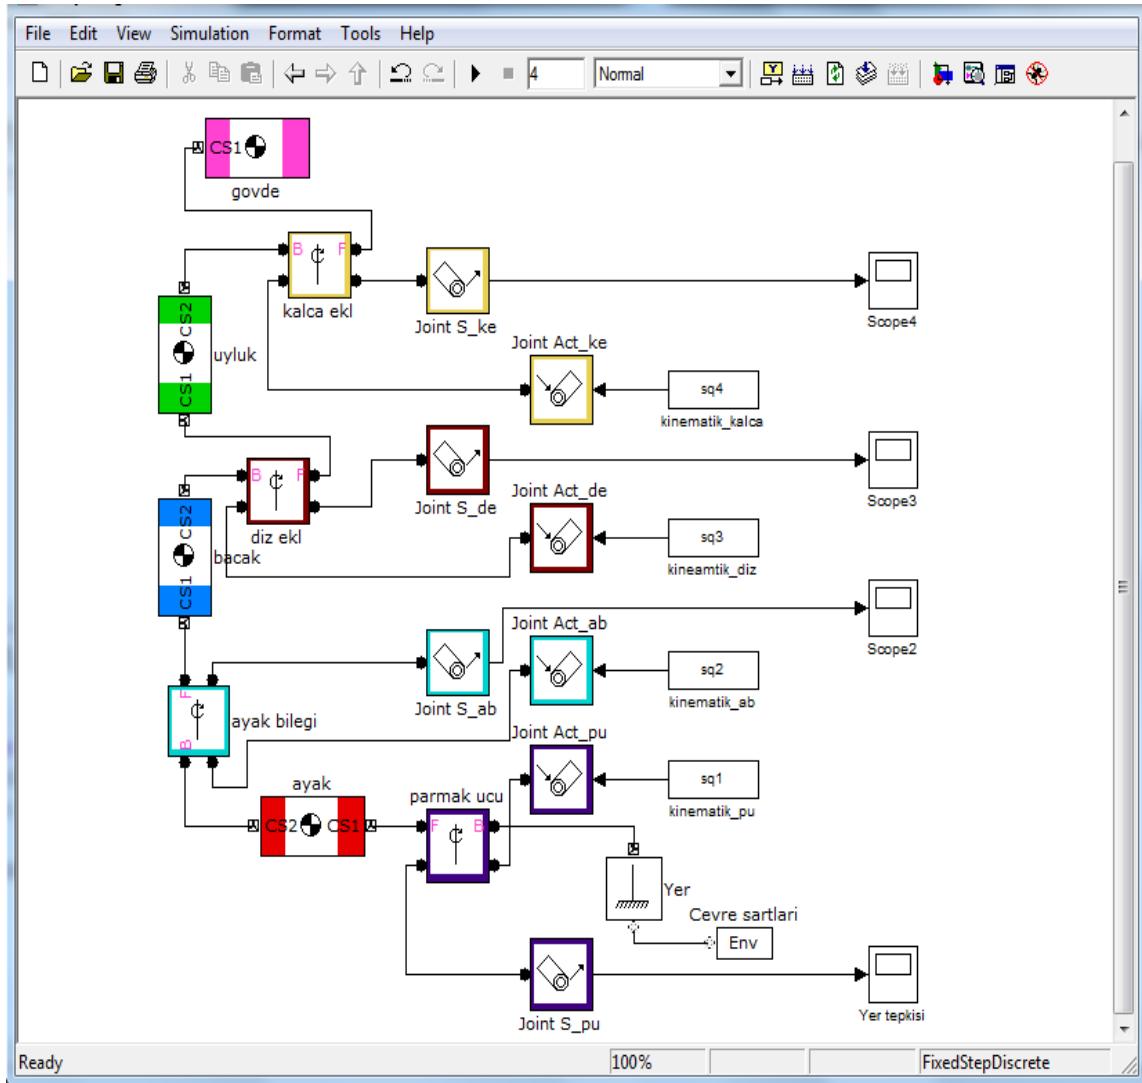 File Edit View Simulation Format Tools Help
4 Normal
CS1
govde
B F
kalca ekl
Joint S_ke
Scope4
Joint Act_ke
CS2
CS1
uyluk
sq4
kinematik_kalca
B F
diz ekl
Joint S_de
Scope3
Joint Act_de
CS2
CS1
bacak
sq3
kineamtik_diz
Joint Act_ab
Scope2
Joint S_ab
sq2
kinematik_ab
F
B
ayak bilegi
Joint Act_pu
sq1
kinematik_pu
ayak
CS2 CS1
parmak ucu
F B
Yer
Cevre sartlari
Env
Joint S_pu
Yer tepkisi
Ready 100% FixedStepDiscrete